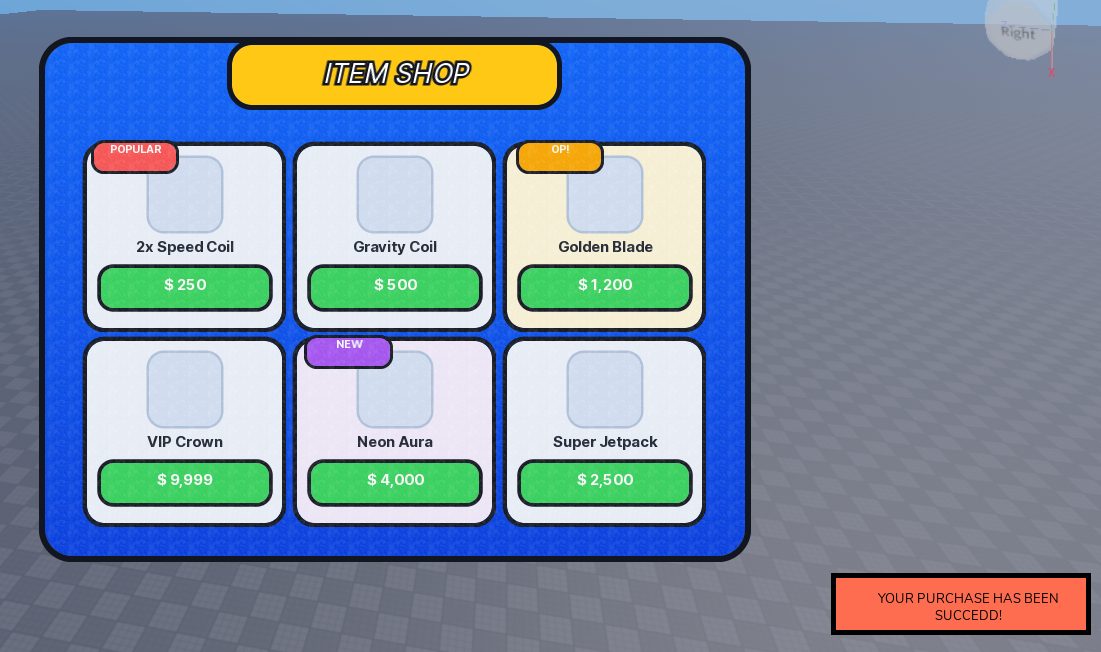 Right
X
ITEM SHOP
POPULAR
OP!
2x Speed Coil
Gravity Coil
Golden Blade
$ 250
$ 500
$ 1,200
NEW
VIP Crown
Neon Aura
Super Jetpack
$ 9,999
$ 4,000
$ 2,500
YOUR PURCHASE HAS BEEN
SUCCEDD!